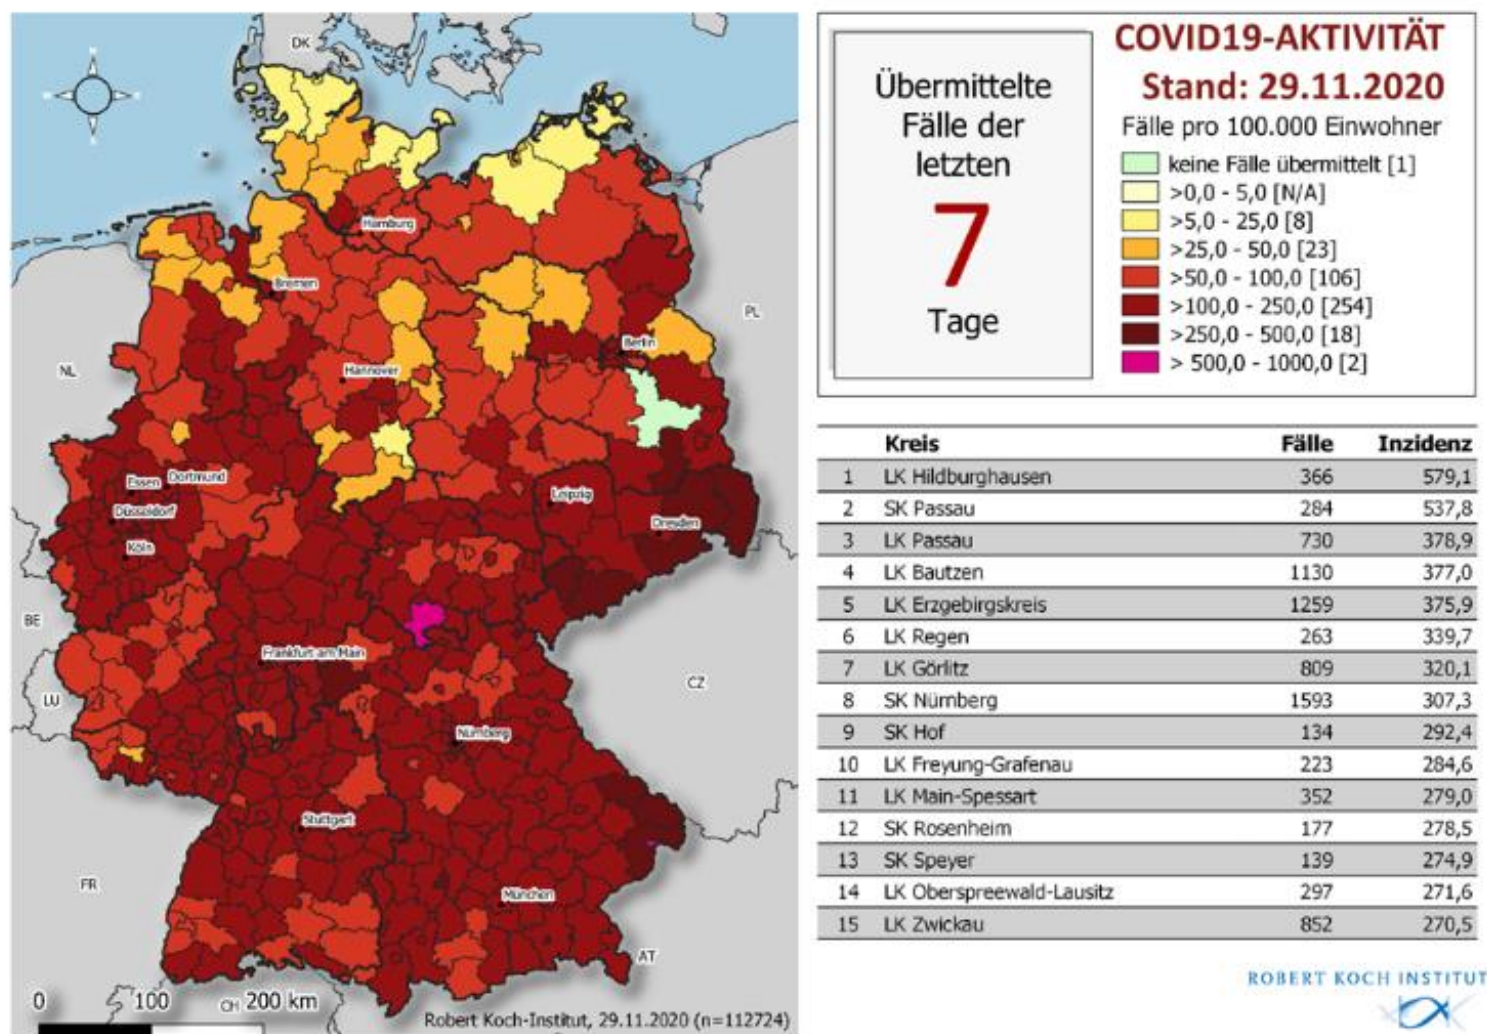 DK
PL
NL
BE
LU
FR
CH
AT
CZ
Hamburg
Bremen
Berlin
Hannover
Essen
Dortmund
Düsseldorf
Köln
Leipzig
Dresden
Frankfurt am Main
Nürnberg
Stuttgart
München
0 100 200 km
Robert Koch-Institut, 29.11.2020 (n=112724)
Übermittelte
Fälle der
letzten
7
Tage
COVID19-AKTIVITÄT
Stand: 29.11.2020
Fälle pro 100.000 Einwohner
keine Fälle übermittelt [1]
>0,0 - 5,0 [N/A]
>5,0 - 25,0 [8]
>25,0 - 50,0 [23]
>50,0 - 100,0 [106]
>100,0 - 250,0 [254]
>250,0 - 500,0 [18]
> 500,0 - 1000,0 [2]
Kreis Fälle Inzidenz
1 LK Hildburghausen 366 579,1
2 SK Passau 284 537,8
3 LK Passau 730 378,9
4 LK Bautzen 1130 377,0
5 LK Erzgebirgskreis 1259 375,9
6 LK Regen 263 339,7
7 LK Görlitz 809 320,1
8 SK Nürnberg 1593 307,3
9 SK Hof 134 292,4
10 LK Freyung-Grafenau 223 284,6
11 LK Main-Spessart 352 279,0
12 SK Rosenheim 177 278,5
13 SK Speyer 139 274,9
14 LK Oberspreewald-Lausitz 297 271,6
15 LK Zwickau 852 270,5
ROBERT KOCH INSTITUT